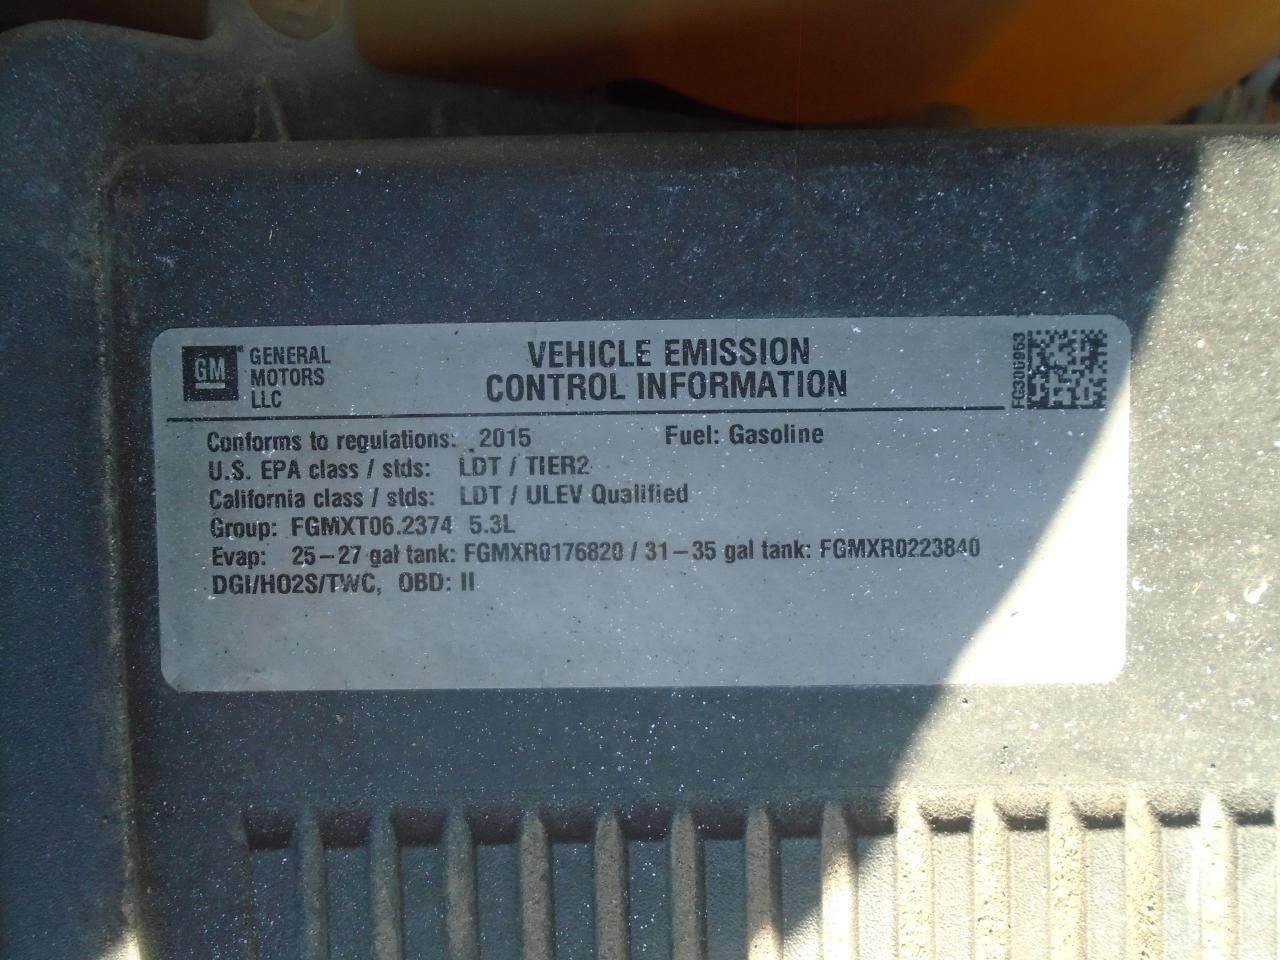 GM GENERAL
MOTORS
LLC
VEHICLE EMISSION
CONTROL INFORMATION
FG306963
Conforms to regulations: 2015 Fuel: Gasoline
U.S. EPA class / stds: LDT / TIER2
California class / stds: LDT / ULEV Qualified
Group: FGMXT06.2374 5.3L
Evap: 25-27 gal tank: FGMXR0176820 / 31-35 gal tank: FGMXR0223840
DGI/HO2S/TWC, OBD: II